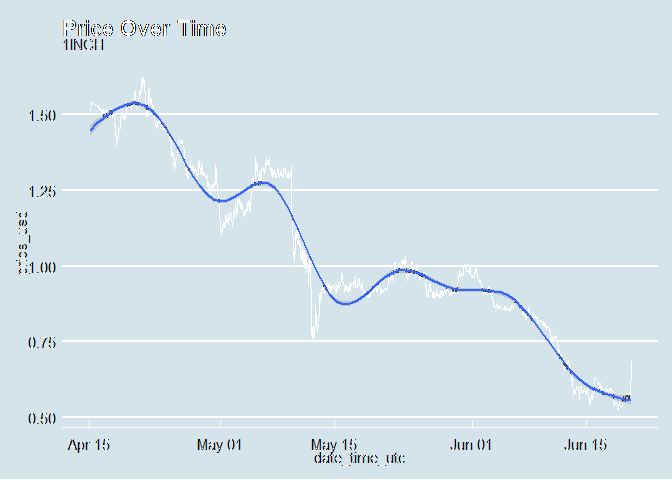 Price Over Time
1INCH
price_usd
1.50
1.25
1.00
0.75
0.50
Apr 15 May 01 May 15 Jun 01 Jun 15
date_time_utc